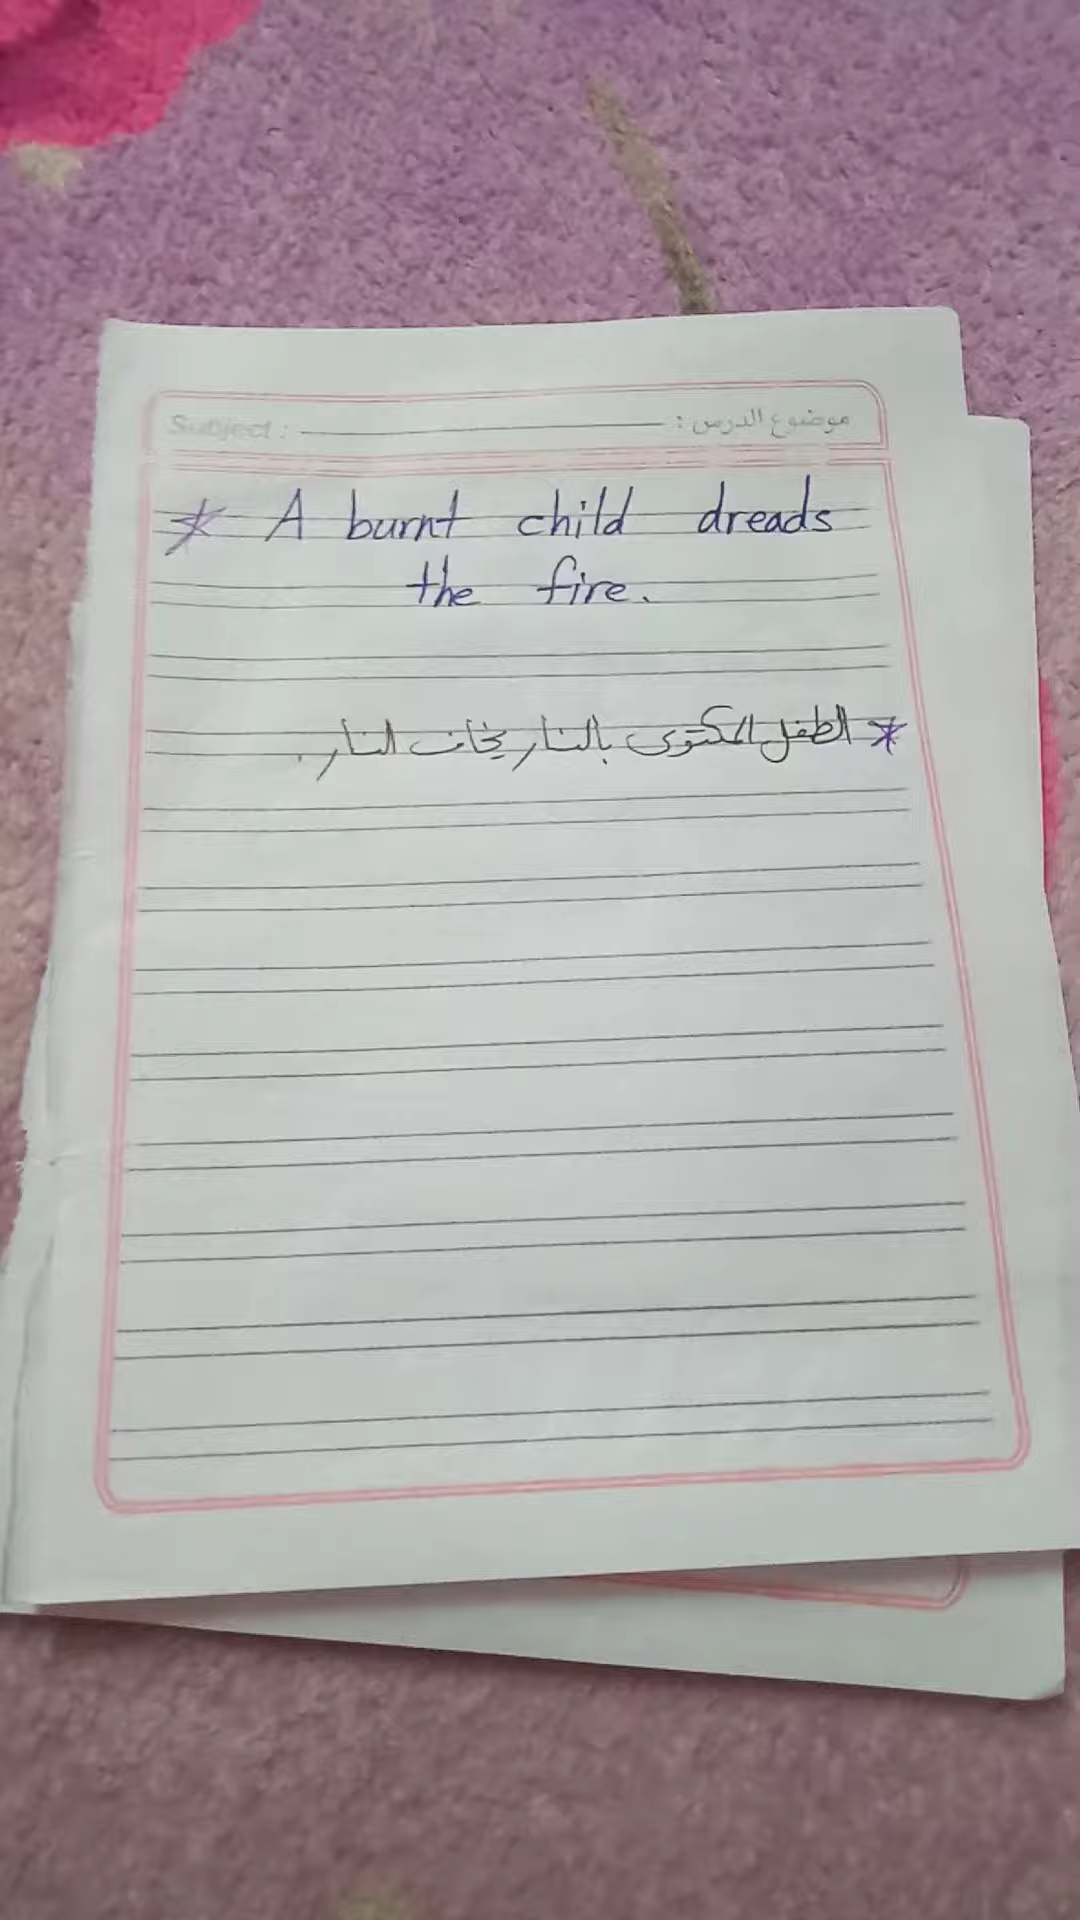 Subject : موضوع الدرس :
* A burnt child dreads
the fire.
* الطفل المكتوى بالنار يخاف النار.